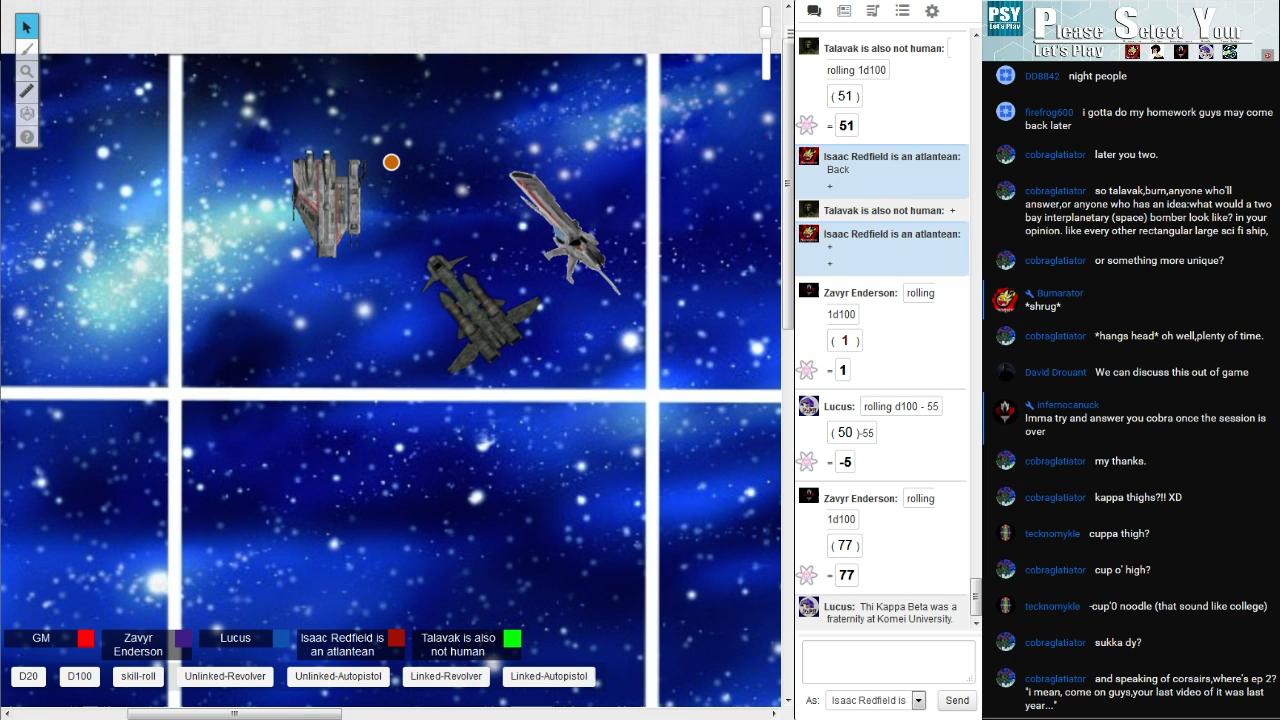 Talavak is also not human:
rolling 1d100
( 51 )
= 51
Isaac Redfield is an atlantean:
Back
+
Talavak is also not human: +
Isaac Redfield is an atlantean:
+
+
Zavyr Enderson: rolling
1d100
( 1 )
= 1
Lucus: rolling d100 - 55
( 50 )-55
= -5
Zavyr Enderson: rolling
1d100
( 77 )
= 77
Lucus: Thi Kappa Beta was a
fraternity at Komei University.
As: Isaac Redfield is Send
GM
Zavyr
Enderson
Lucus
Isaac Redfield is
an atlantean
Talavak is also
not human
D20 D100 skill-roll Unlinked-Revolver Unlinked-Autopistol Linked-Revolver Linked-Autopistol
PSY
Let's Play
Please Select Your
Let's Play
DD8842 night people
firefrog600 i gotta do my homework guys may come
back later
cobraglatiator later you two.
cobraglatiator so talavak,burn,anyone who'll
answer,or anyone who has an idea:what would a two
bay interplanetary (space) bomber look like? in your
opinion. like every other rectangular large sci fi ship,
cobraglatiator or something more unique?
Burnarator
*shrug*
cobraglatiator *hangs head* oh well,plenty of time.
David Drouant We can discuss this out of game
infernocanuck
Imma try and answer you cobra once the session is
over
cobraglatiator my thanks.
cobraglatiator kappa thighs?!! XD
tecknomykle cuppa thigh?
cobraglatiator cup o' high?
tecknomykle -cup'0 noodle (that sound like college)
cobraglatiator sukka dy?
cobraglatiator and speaking of corsairs,where's ep 2?
"i mean, come on guys,your last video of it was last
year..."